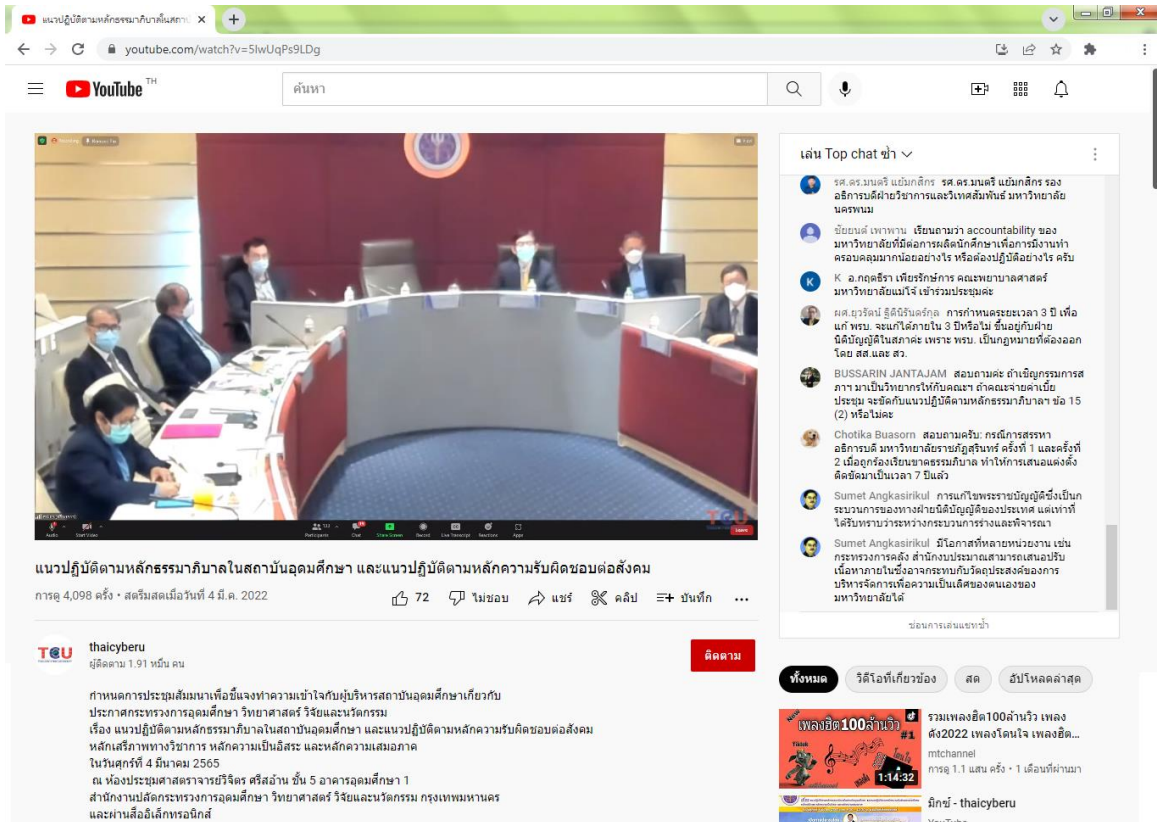 แนวปฏิบัติตามหลักธรรมาภิบาลในสถาบั
youtube.com/watch?v=5IwUqPs9LDg
YouTube TH
ค้นหา
เล่น Top chat ซ้ำ
รศ.ดร.มนตรี แย้มกสิกร รศ.ดร.มนตรี แย้มกสิกร รอง
อธิการบดีฝ่ายวิชาการและวิเทศสัมพันธ์ มหาวิทยาลัย
นครพนม
ชัยยนต์ เพาพาน เรียนถามว่า accountability ของ
มหาวิทยาลัยที่มีต่อการผลิตนักศึกษาเพื่อการมีงานทำ
ครอบคลุมมากน้อยอย่างไร หรือต้องปฏิบัติอย่างไร ครับ
K อ.กฤตธีรา เพียรรักษ์การ คณะพยาบาลศาสตร์
มหาวิทยาลัยแม่โจ้ เข้าร่วมประชุมค่ะ
ผศ.ยุวรัตน์ ฐิตินิรันดร์กุล การกำหนดระยะเวลา 3 ปี เพื่อ
แก้ พรบ. จะแก้ได้ภายใน 3 ปีหรือไม่ ขึ้นอยู่กับฝ่าย
นิติบัญญัติในสภาค่ะ เพราะ พรบ. เป็นกฎหมายที่ต้องออก
โดย สส.และ สว.
BUSSARIN JANTAJAM สอบถามค่ะ ถ้าเชิญกรรมการส
ภาฯ มาเป็นวิทยากรให้กับคณะฯ ถ้าคณะจ่ายค่าเบี้ย
ประชุม จะขัดกับแนวปฏิบัติตามหลักธรรมาภิบาลฯ ข้อ 15
(2) หรือไม่คะ
Chotika Buasorn สอบถามครับ: กรณีการสรรหา
อธิการบดี มหาวิทยาลัยราชภัฏสุรินทร์ ครั้งที่ 1 และครั้งที่
2 เมื่อถูกร้องเรียนขาดธรรมภิบาล ทำให้การเสนอแต่งตั้ง
ติดขัดมาเป็นเวลา 7 ปีแล้ว
Sumet Angkasirikul การแก้ไขพระราชบัญญัติซึ่งเป็นก
ระบวนการของทางฝ่ายนิติบัญญัติของประเทศ แต่เท่าที่
ได้รับทราบว่าระหว่างกระบวนการร่างและพิจารณา
Sumet Angkasirikul มีโอกาสที่หลายหน่วยงาน เช่น
กระทรวงการคลัง สำนักงบประมาณสามารถเสนอปรับ
เนื้อหาภายในซึ่งอาจกระทบกับวัตถุประสงค์ของการ
บริหารจัดการเพื่อความเป็นเลิศของตนเองของ
มหาวิทยาลัยได้
ซ่อนการเล่นแชทซ้ำ
Audio Start Video Participants Chat Share Screen Record Live Transcript Reactions Apps Leave
TCU
แนวปฏิบัติตามหลักธรรมาภิบาลในสถาบันอุดมศึกษา และแนวปฏิบัติตามหลักความรับผิดชอบต่อสังคม
การดู 4,098 ครั้ง • สตรีมสดเมื่อวันที่ 4 มี.ค. 2022
72 ไม่ชอบ แชร์ คลิป บันทึก
TCU thaicyberu
ผู้ติดตาม 1.91 หมื่น คน
ติดตาม
กำหนดการประชุมสัมมนาเพื่อชี้แจงทำความเข้าใจกับผู้บริหารสถาบันอุดมศึกษาเกี่ยวกับ
ประกาศกระทรวงการอุดมศึกษา วิทยาศาสตร์ วิจัยและนวัตกรรม
เรื่อง แนวปฏิบัติตามหลักธรรมาภิบาลในสถาบันอุดมศึกษา และแนวปฏิบัติตามหลักความรับผิดชอบต่อสังคม
หลักเสรีภาพทางวิชาการ หลักความเป็นอิสระ และหลักความเสมอภาค
ในวันศุกร์ที่ 4 มีนาคม 2565
ณ ห้องประชุมศาสตราจารย์วิจิตร ศรีสอ้าน ชั้น 5 อาคารอุดมศึกษา 1
สำนักงานปลัดกระทรวงการอุดมศึกษา วิทยาศาสตร์ วิจัยและนวัตกรรม กรุงเทพมหานคร
และผ่านสื่ออิเล็กทรอนิกส์
ทั้งหมด วิดีโอที่เกี่ยวข้อง สด อัปโหลดล่าสุด
New เพลงฮิต100ล้านวิว
#1
Tiktok
โดนใจ
1:14:32
รวมเพลงฮิต100ล้านวิว เพลง
ดัง2022 เพลงโดนใจ เพลงฮิต...
mtchannel
การดู 1.1 แสน ครั้ง • 1 เดือนที่ผ่านมา
มิกซ์ - thaicyberu
YouTube